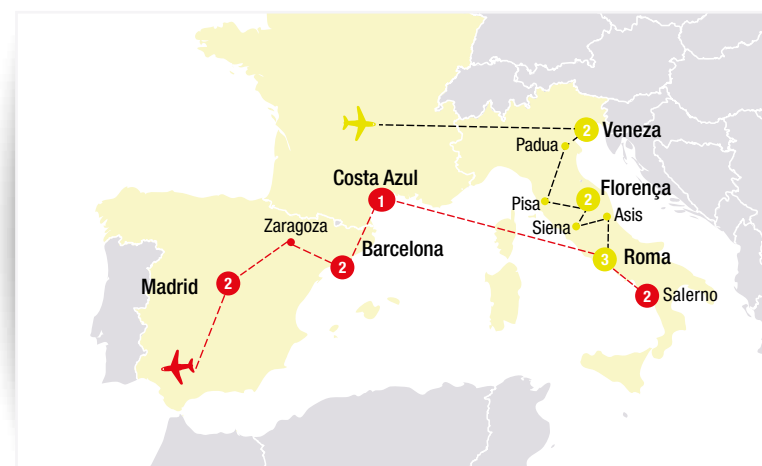 2 Veneza
Padua
Costa Azul
1
Florença
2
Pisa
Asis
Siena
Zaragoza
Barcelona
2
Roma
3
Madrid
2
2 Salerno